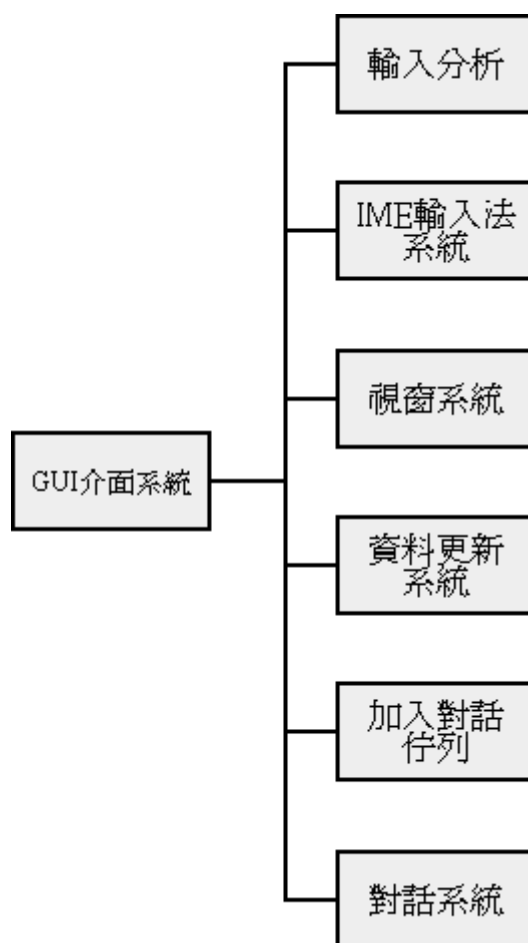 輸入分析
IME輸入法
系統
視窗系統
GUI介面系統
資料更新
系統
加入對話
佇列
對話系統